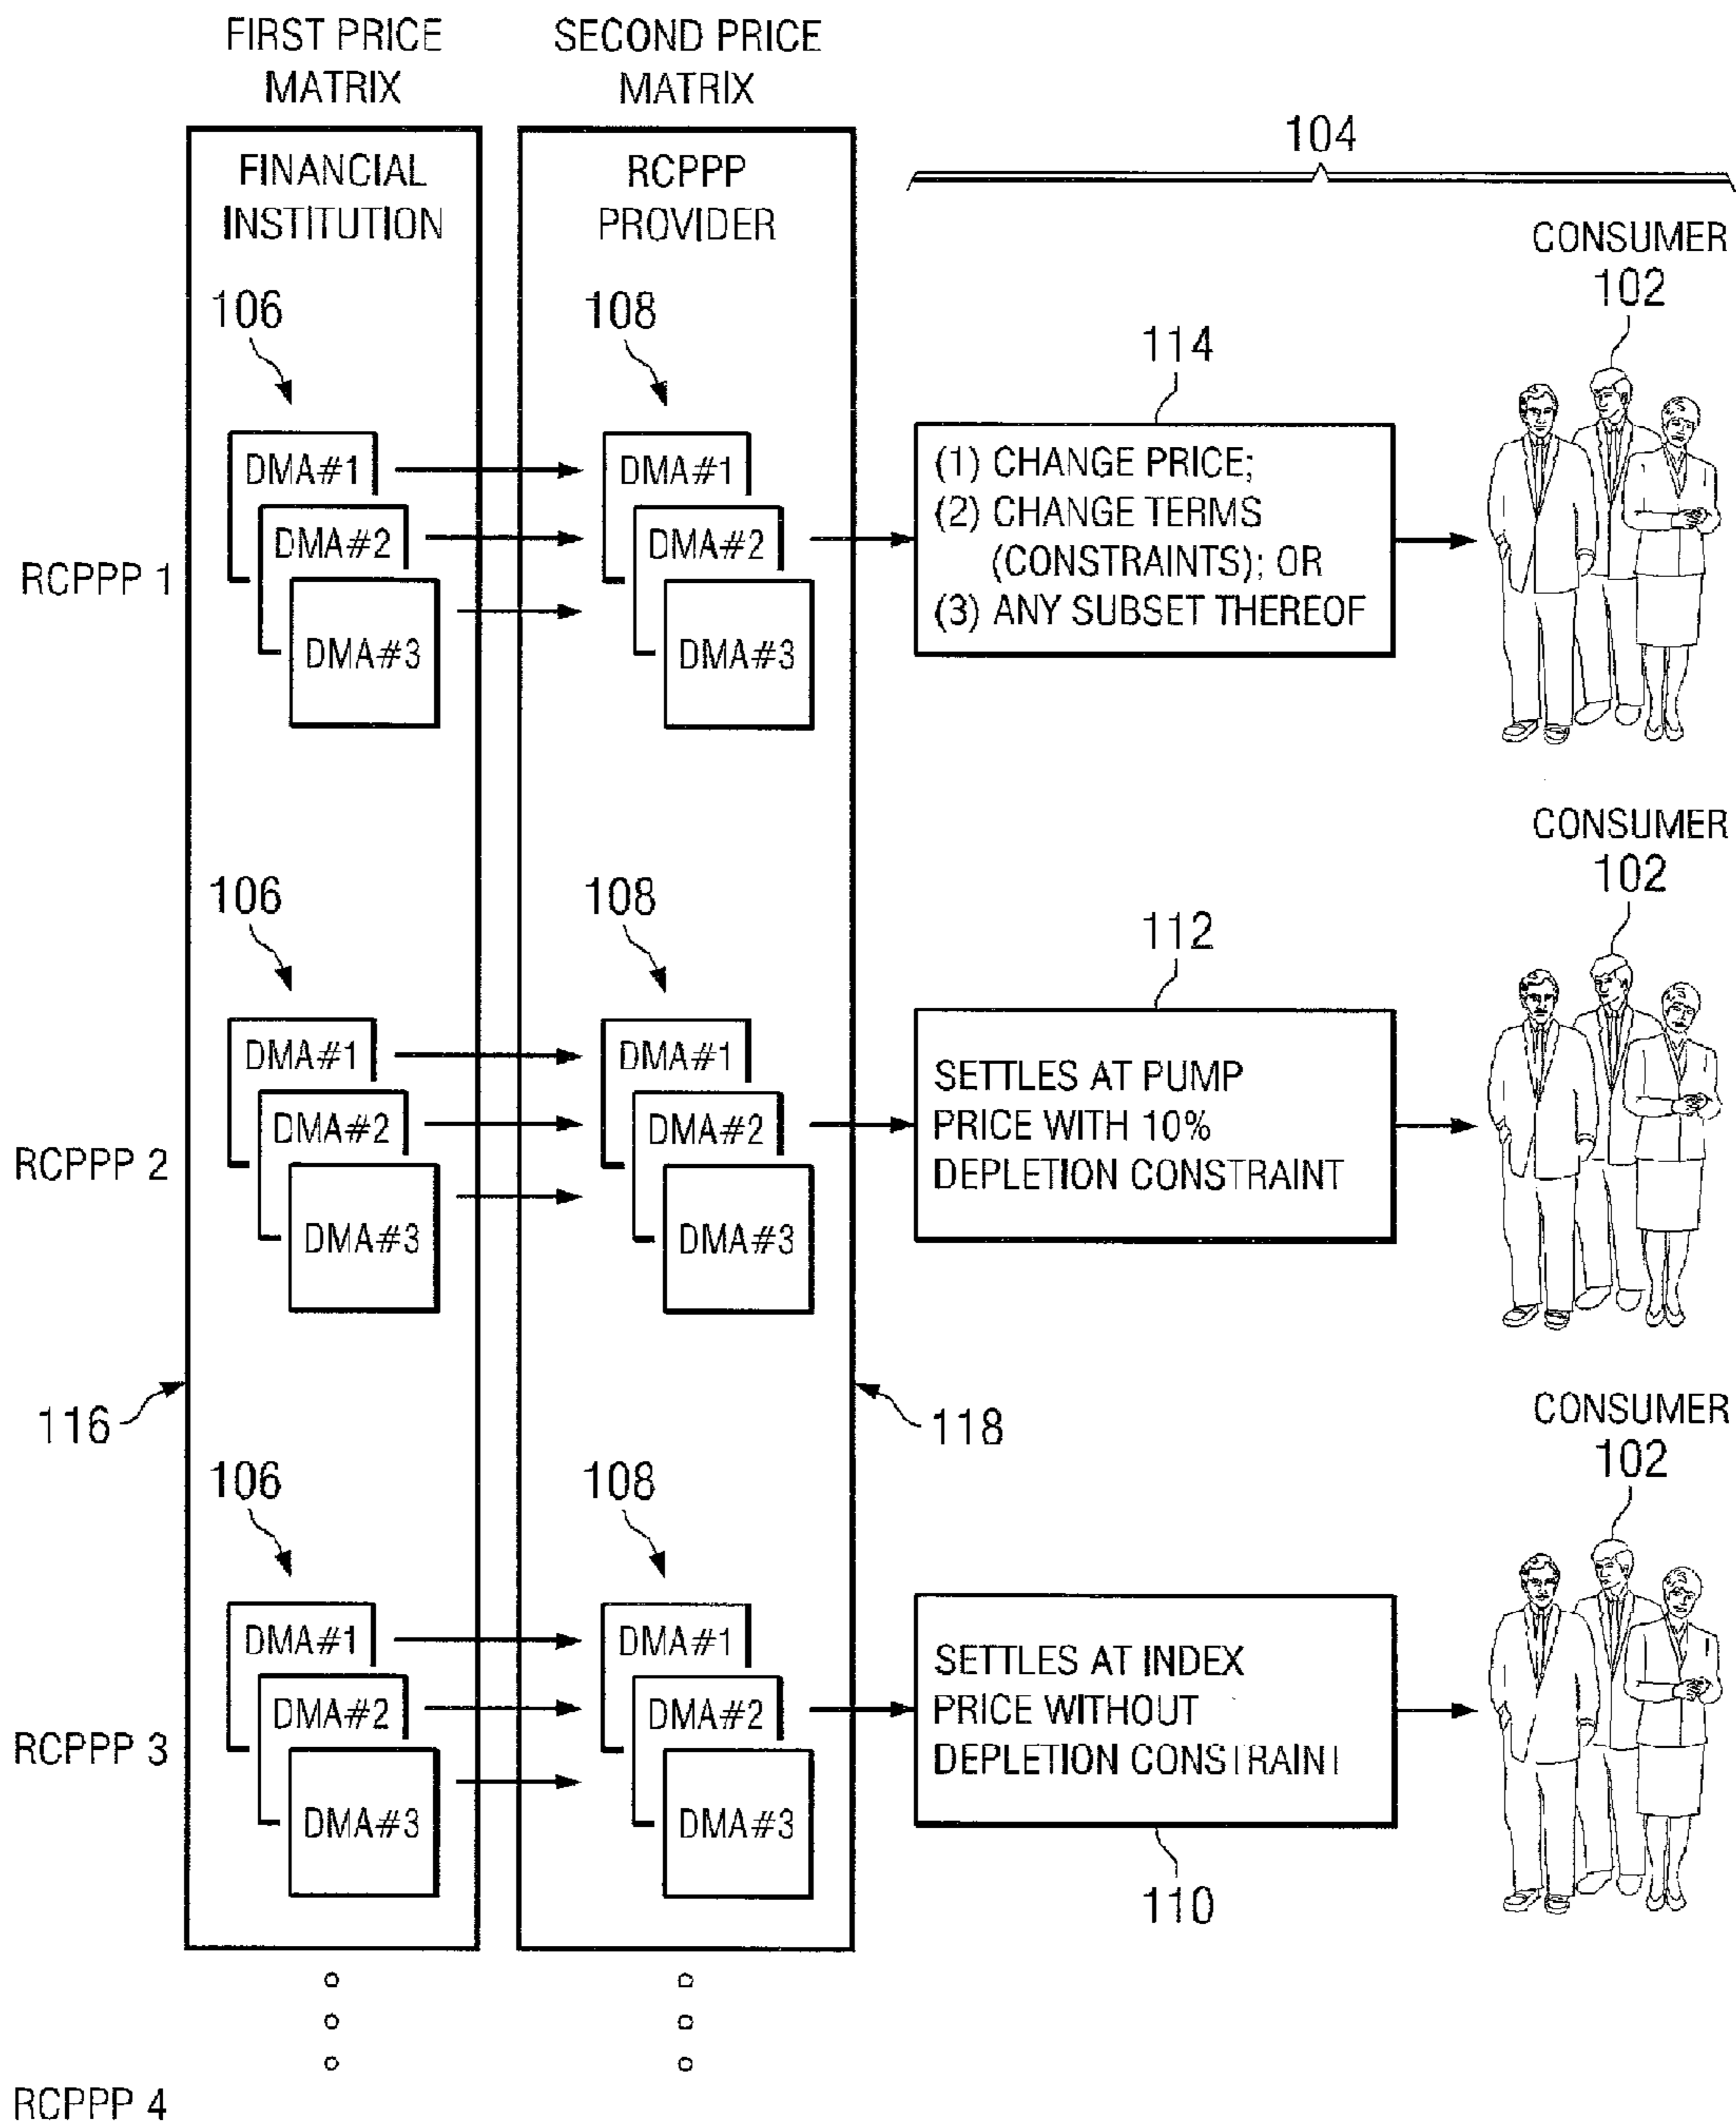 FIRST PRICE
MATRIX
SECOND PRICE
MATRIX
FINANCIAL
INSTITUTION
RCPPP
PROVIDER
104
CONSUMER
102
106
108
114
RCPPP 1
DMA#1
DMA#2
DMA#3
DMA#1
DMA#2
DMA#3
(1) CHANGE PRICE;
(2) CHANGE TERMS
(CONSTRAINTS); OR
(3) ANY SUBSET THEREOF
CONSUMER
102
106
108
112
RCPPP 2
DMA#1
DMA#2
DMA#3
DMA#1
DMA#2
DMA#3
SETTLES AT PUMP
PRICE WITH 10%
DEPLETION CONSTRAINT
116
118
CONSUMER
102
106
108
RCPPP 3
DMA#1
DMA#2
DMA#3
DMA#1
DMA#2
DMA#3
SETTLES AT INDEX
PRICE WITHOUT
DEPLETION CONSTRAINT
110
RCPPP 4